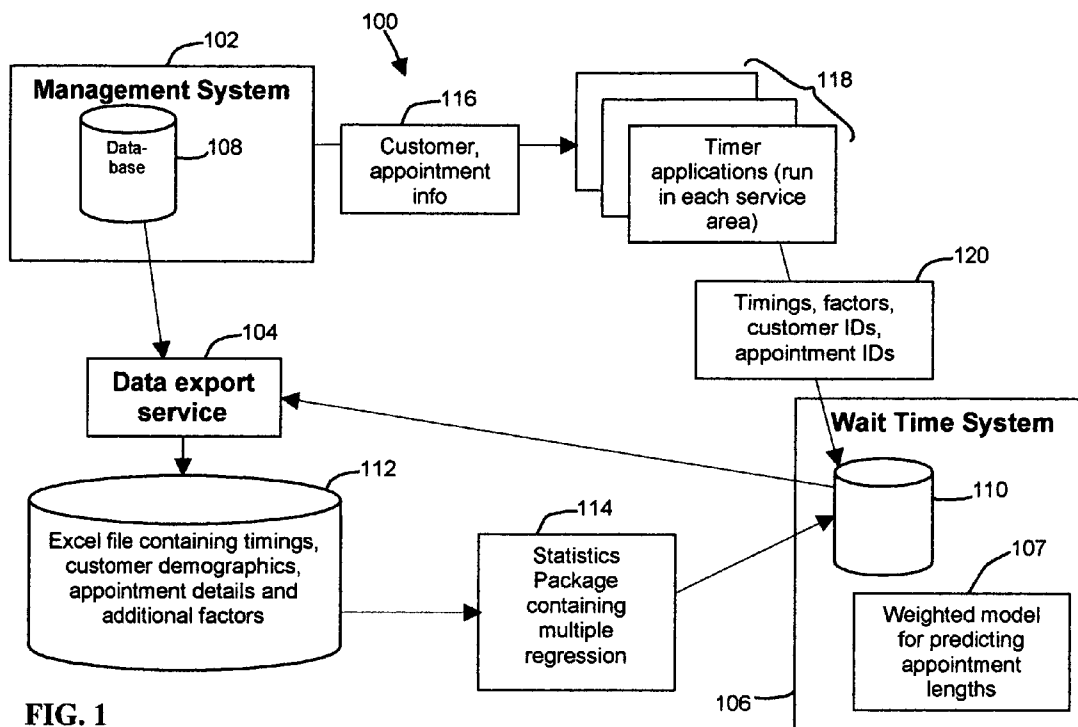 100
102
Management System
Data-
base
108
116
Customer,
appointment
info
118
Timer
applications (run
in each service
area)
120
Timings, factors,
customer IDs,
appointment IDs
104
Data export
service
Wait Time System
110
112
Excel file containing timings,
customer demographics,
appointment details and
additional factors
114
Statistics
Package
containing
multiple
regression
107
Weighted model
for predicting
appointment
lengths
106
FIG. 1